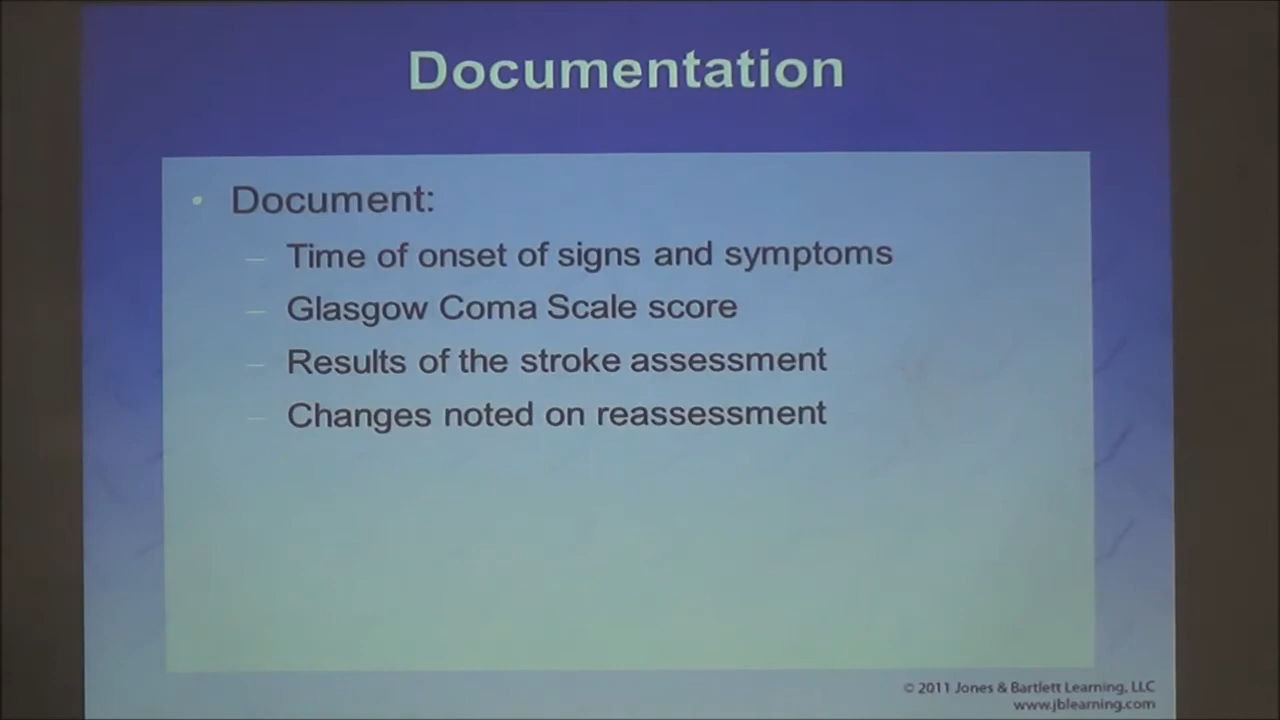 Documentation
• Document:
– Time of onset of signs and symptoms
– Glasgow Coma Scale score
– Results of the stroke assessment
– Changes noted on reassessment
© 2011 Jones & Bartlett Learning, LLC
www.jblearning.com